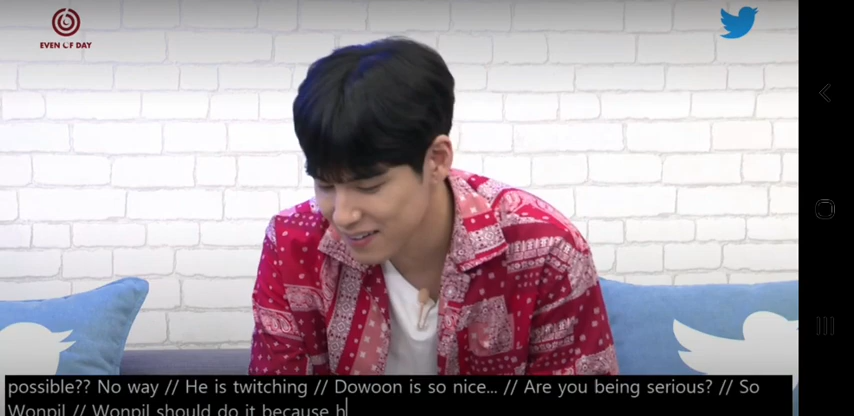 EVEN OF DAY
possible?? No way // He is twitching // Dowoon is so nice... // Are you being serious? // So
Wonpil // Wonpil should do it because h